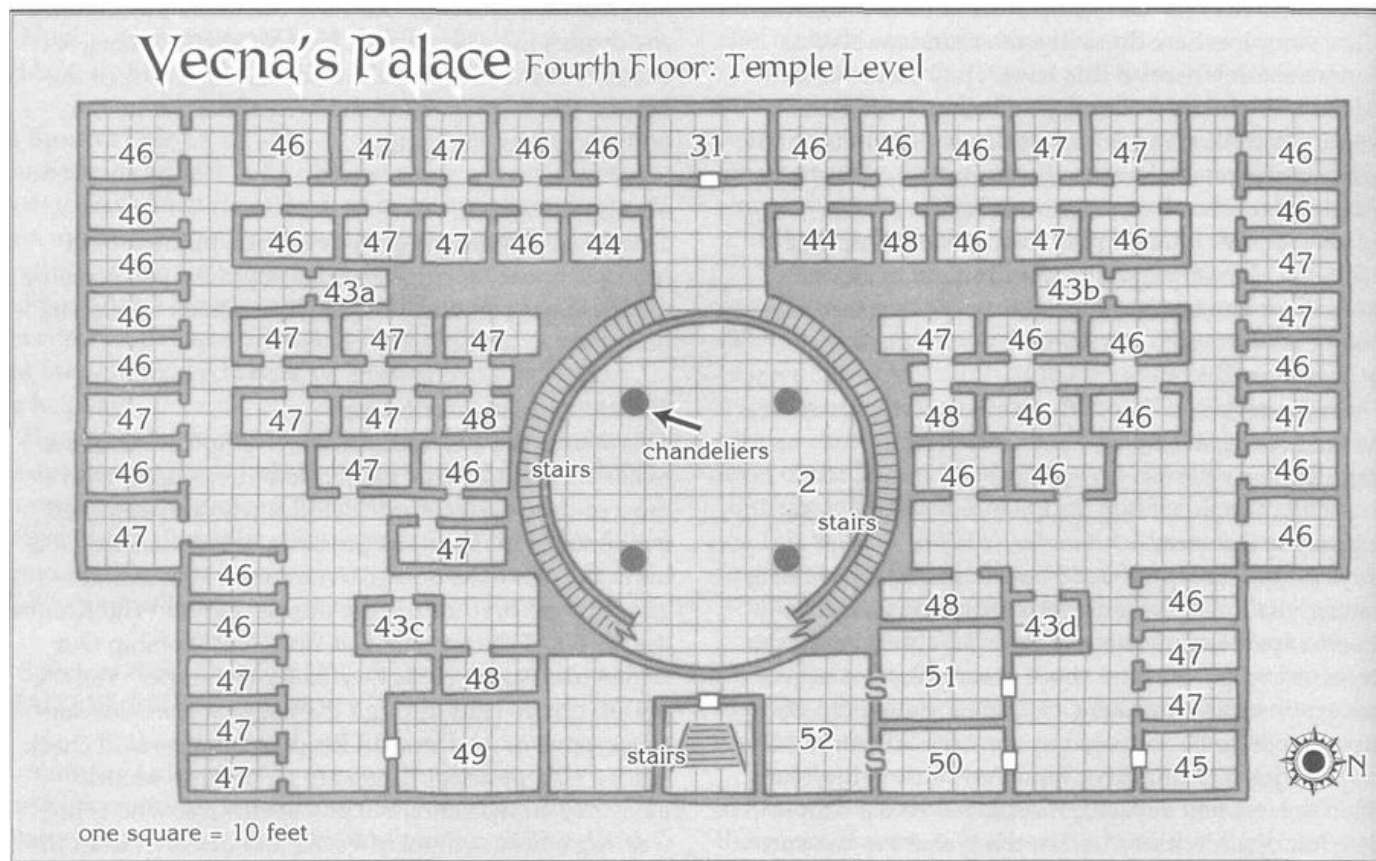 Vecna's Palace Fourth Floor: Temple Level
46 46 47 47 46 46 31 46 46 46 47 47 46
46 46 47 47 46 44 44 48 46 47 46 46
46 43a 43b 47
46 47 47 47 47 46 46 47
46 46
47 47 47 48 chandeliers 48 46 46 47
46 47 46 stairs 2 46 46 46
47 47 stairs 46
46 48 46
46 43c 43d
47 48 51 47
47 S 47
47 49 stairs 52 S 50 45 N
one square = 10 feet